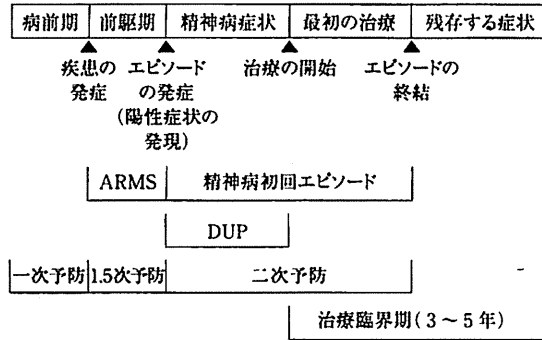 病前期 前駆期 精神病症状 最初の治療 残存する症状
疾患の エピソード 治療の開始 エピソードの
発症 の発症 終結
(陽性症状の
発現)
ARMS 精神病初回エピソード
DUP
一次予防 1.5次予防 二次予防
治療臨界期(3～5年)